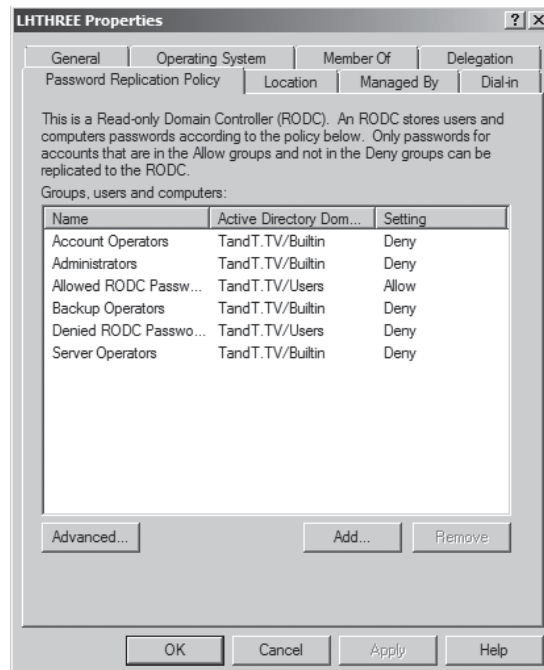 LHTHREE Properties
? x
General Operating System Member Of Delegation
Password Replication Policy Location Managed By Dial-in
This is a Read-only Domain Controller (RODC). An RODC stores users and
computers passwords according to the policy below. Only passwords for
accounts that are in the Allow groups and not in the Deny groups can be
replicated to the RODC.
Groups, users and computers:
Name Active Directory Dom... Setting
Account Operators TandT.TV/Builtin Deny
Administrators TandT.TV/Builtin Deny
Allowed RODC Passw... TandT.TV/Users Allow
Backup Operators TandT.TV/Builtin Deny
Denied RODC Passwo... TandT.TV/Users Deny
Server Operators TandT.TV/Builtin Deny
Advanced... Add... Remove
OK Cancel Apply Help